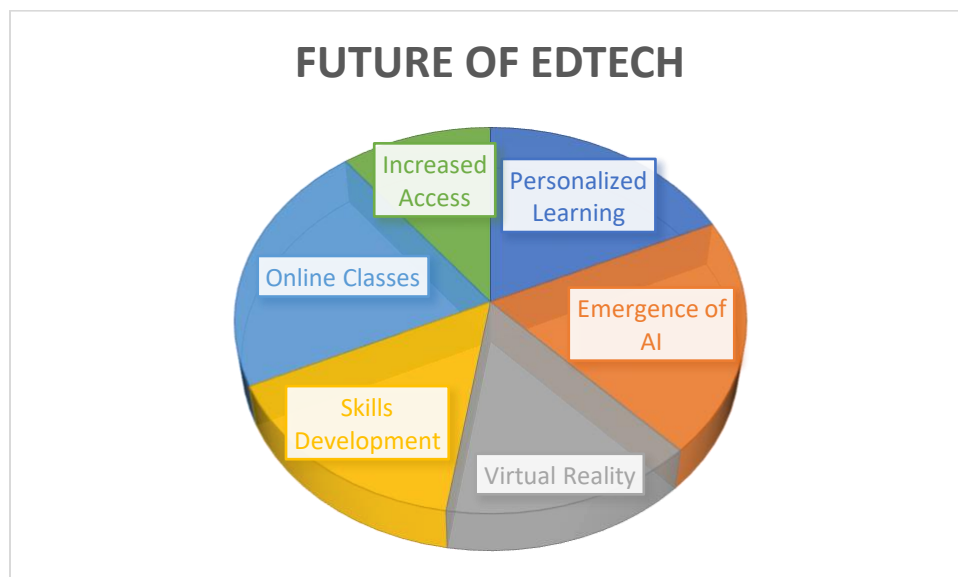 FUTURE OF EDTECH
Increased
Access
Personalized
Learning
Online Classes
Emergence of
AI
Skills
Development
Virtual Reality